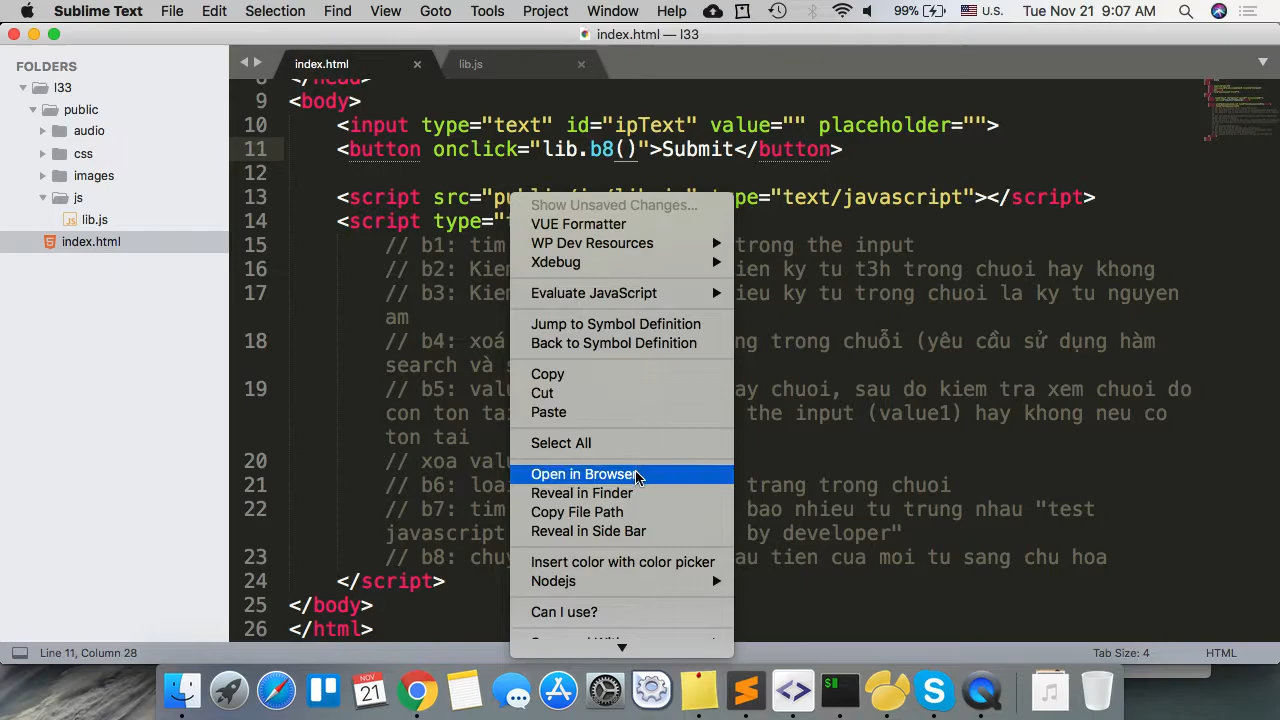 Sublime Text File Edit Selection Find View Goto Tools Project Window Help 99% U.S. Tue Nov 21 9:07 AM
index.html — l33
FOLDERS
l33
public
audio
css
images
js
lib.js
index.html
index.html × lib.js ×
8 </head>
9 <body>
10 <input type="text" id="ipText" value="" placeholder="">
11 <button onclick="lib.b8()">Submit</button>
12
13 <script src="pu type="text/javascript"></script>
14 <script type="t
15 // b1: tim trong the input
16 // b2: Kiem ien ky tu t3h trong chuoi hay khong
17 // b3: Kiem ieu ky tu trong chuoi la ky tu nguyen
am
18 // b4: xoá ng trong chuỗi (yêu cầu sử dụng hàm
search và s
19 // b5: valu ay chuoi, sau do kiem tra xem chuoi do
con ton tai the input (value1) hay khong neu co
ton tai
20 // xoa valu
21 // b6: loai trang trong chuoi
22 // b7: tim bao nhieu tu trung nhau "test
javascript by developer"
23 // b8: chuy au tien cua moi tu sang chu hoa
24 </script>
25 </body>
26 </html>
Show Unsaved Changes...
VUE Formatter
WP Dev Resources
Xdebug
Evaluate JavaScript
Jump to Symbol Definition
Back to Symbol Definition
Copy
Cut
Paste
Select All
Open in Browser
Reveal in Finder
Copy File Path
Reveal in Side Bar
Insert color with color picker
Nodejs
Can I use?
Line 11, Column 28 Tab Size: 4 HTML
NOV
21